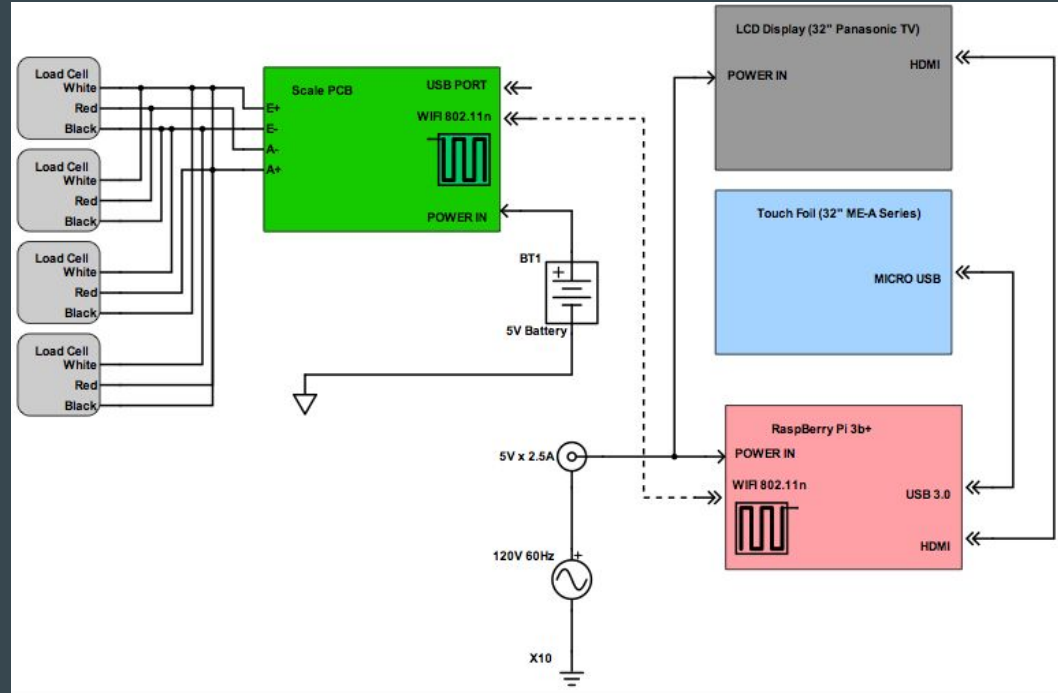 Load Cell
White
Red
Black
Load Cell
White
Red
Black
Load Cell
White
Red
Black
Load Cell
White
Red
Black
Scale PCB
E+
E-
A-
A+
USB PORT
WIFI 802.11n
POWER IN
BT1
+
5V Battery
LCD Display (32" Panasonic TV)
HDMI
POWER IN
Touch Foil (32" ME-A Series)
MICRO USB
RaspBerry Pi 3b+
POWER IN
WIFI 802.11n
USB 3.0
HDMI
5V x 2.5A
120V 60Hz
+
X10